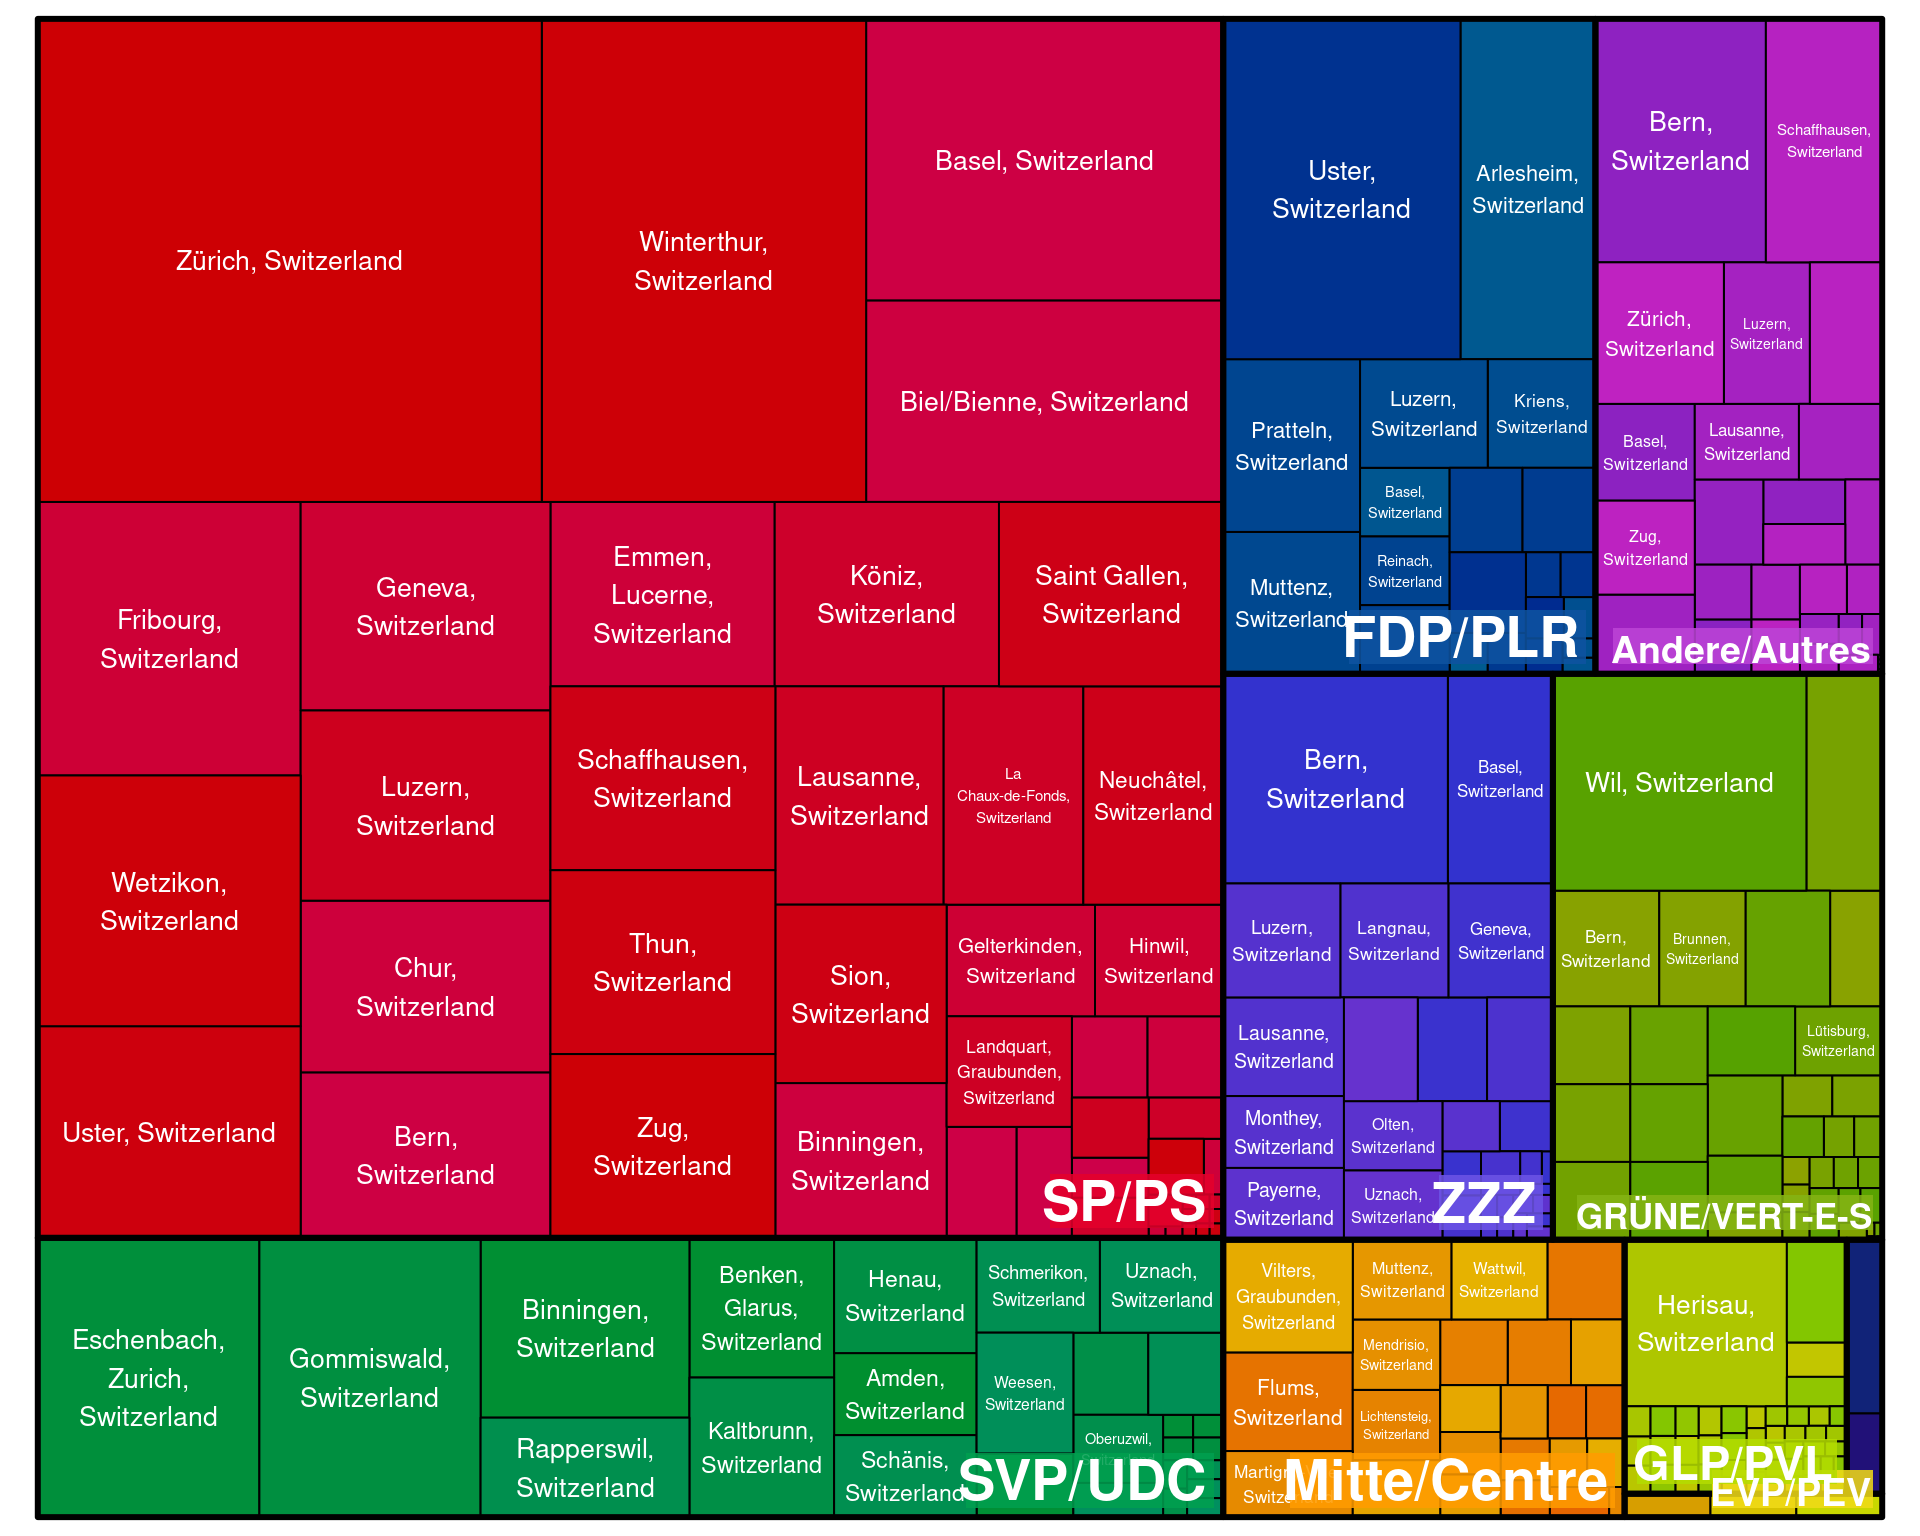 Zürich, Switzerland
Winterthur,
Switzerland
Basel, Switzerland
Biel/Bienne, Switzerland
Fribourg,
Switzerland
Geneva,
Switzerland
Emmen,
Lucerne,
Switzerland
Köniz,
Switzerland
Saint Gallen,
Switzerland
Wetzikon,
Switzerland
Luzern,
Switzerland
Schaffhausen,
Switzerland
Lausanne,
Switzerland
La
Chaux-de-Fonds,
Switzerland
Neuchâtel,
Switzerland
Chur,
Switzerland
Thun,
Switzerland
Sion,
Switzerland
Gelterkinden,
Switzerland
Hinwil,
Switzerland
Landquart,
Graubunden,
Switzerland
Uster, Switzerland
Bern,
Switzerland
Zug,
Switzerland
Binningen,
Switzerland
SP/PS
Uster,
Switzerland
Arlesheim,
Switzerland
Pratteln,
Switzerland
Luzern,
Switzerland
Kriens,
Switzerland
Basel,
Switzerland
Reinach,
Switzerland
Muttenz,
Switzerland
FDP/PLR
Bern,
Switzerland
Schaffhausen,
Switzerland
Zürich,
Switzerland
Luzern,
Switzerland
Basel,
Switzerland
Lausanne,
Switzerland
Zug,
Switzerland
Andere/Autres
Bern,
Switzerland
Basel,
Switzerland
Luzern,
Switzerland
Langnau,
Switzerland
Geneva,
Switzerland
Lausanne,
Switzerland
Monthey,
Switzerland
Olten,
Switzerland
Payerne,
Switzerland
Uznach,
Switzerland
ZZZ
Wil, Switzerland
Bern,
Switzerland
Brunnen,
Switzerland
Lütisburg,
Switzerland
GRÜNE/VERT-E-S
Eschenbach,
Zurich,
Switzerland
Gommiswald,
Switzerland
Binningen,
Switzerland
Rapperswil,
Switzerland
Benken,
Glarus,
Switzerland
Kaltbrunn,
Switzerland
Henau,
Switzerland
Amden,
Switzerland
Schänis,
Switzerland
Schmerikon,
Switzerland
Uznach,
Switzerland
Weesen,
Switzerland
Oberuzwil,
SVP/UDC
Vilters,
Graubunden,
Switzerland
Muttenz,
Switzerland
Wattwil,
Switzerland
Flums,
Switzerland
Mendrisio,
Switzerland
Lichtensteig,
Switzerland
Mitte/Centre
Herisau,
Switzerland
GLP/PVL
EVP/PEV